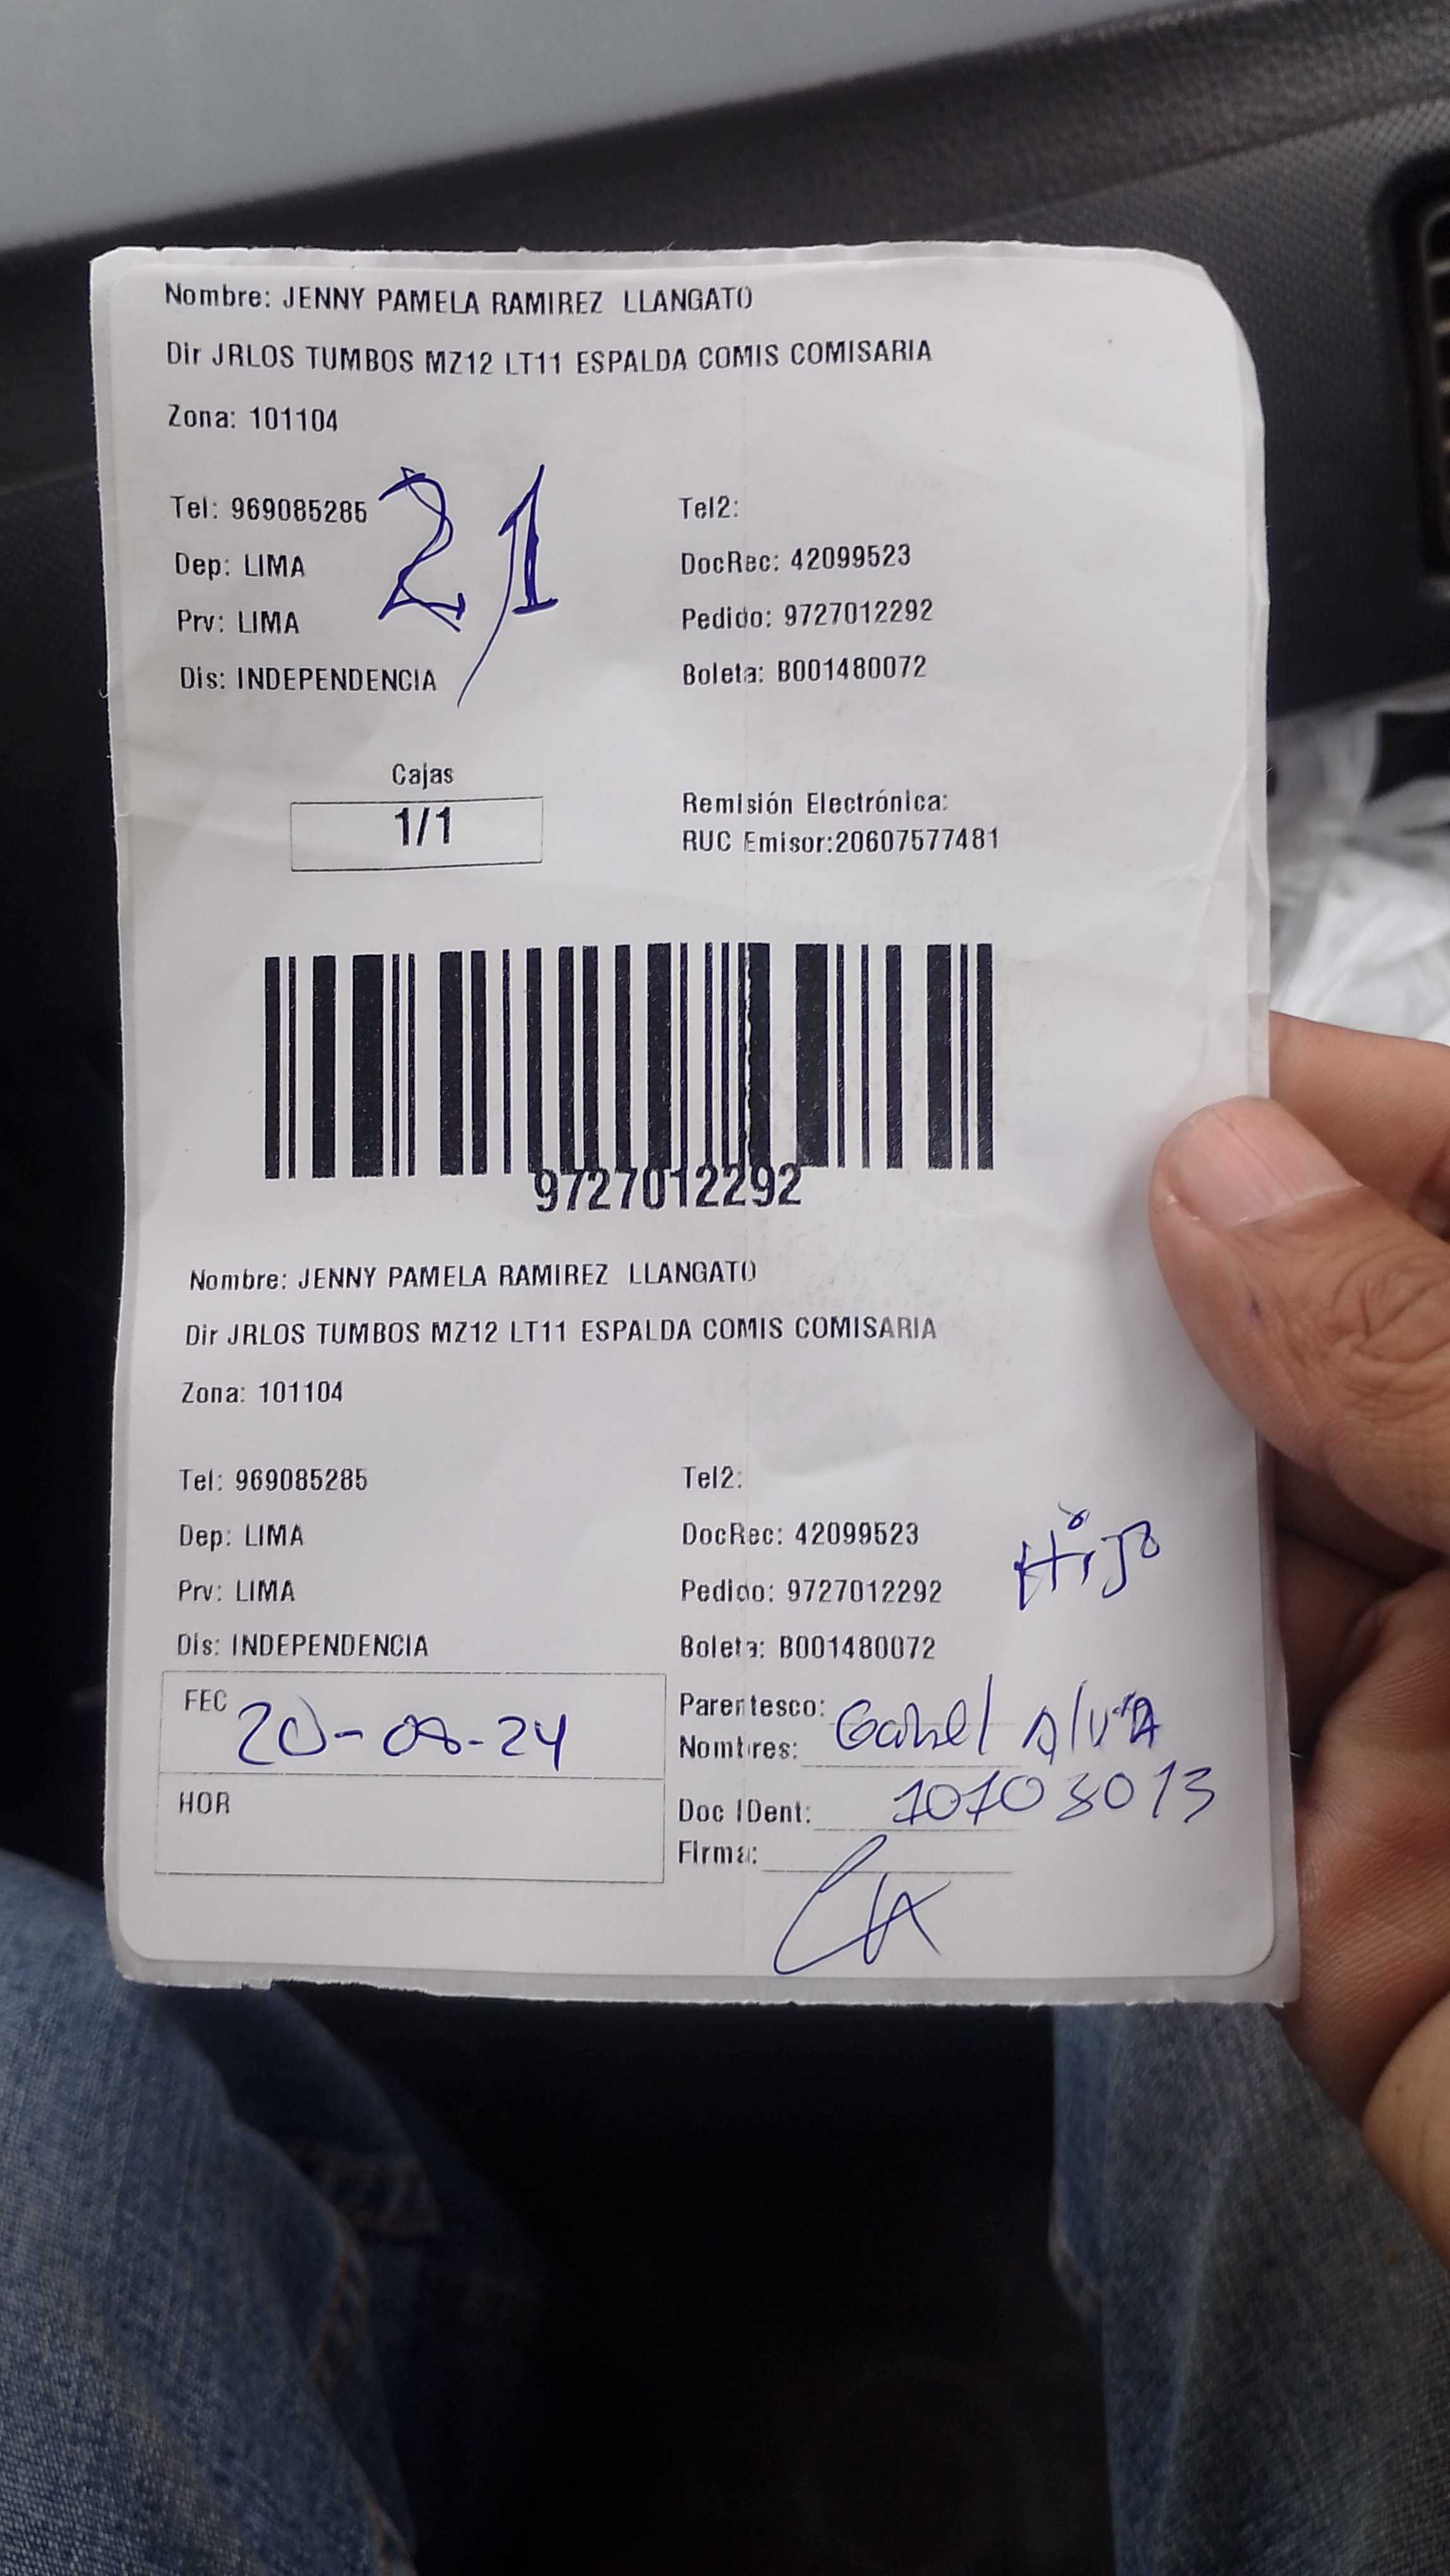 Nombre: JENNY PAMELA RAMIREZ LLANGATO
Dir JRLOS TUMBOS MZ12 LT11 ESPALDA COMIS COMISARIA
Zona: 101104
21
Tel: 969085285 Tel2:
Dep: LIMA DocRec: 42099523
Prv: LIMA Pedido: 9727012292
Dis: INDEPENDENCIA Boleta: B001480072
Cajas
1/1
Remisión Electrónica:
RUC Emisor:20607577481
9727012292
Nombre: JENNY PAMELA RAMIREZ LLANGATO
Dir JRLOS TUMBOS MZ12 LT11 ESPALDA COMIS COMISARIA
Zona: 101104
Tel: 969085285 Tel2:
Dep: LIMA DocRec: 42099523
Hijo
Prv: LIMA Pedido: 9727012292
Dis: INDEPENDENCIA Boleta: B001480072
FEC 20-08-24
Parentesco:
Nombres:
HOR
Doc IDent: 10103013
Firma: